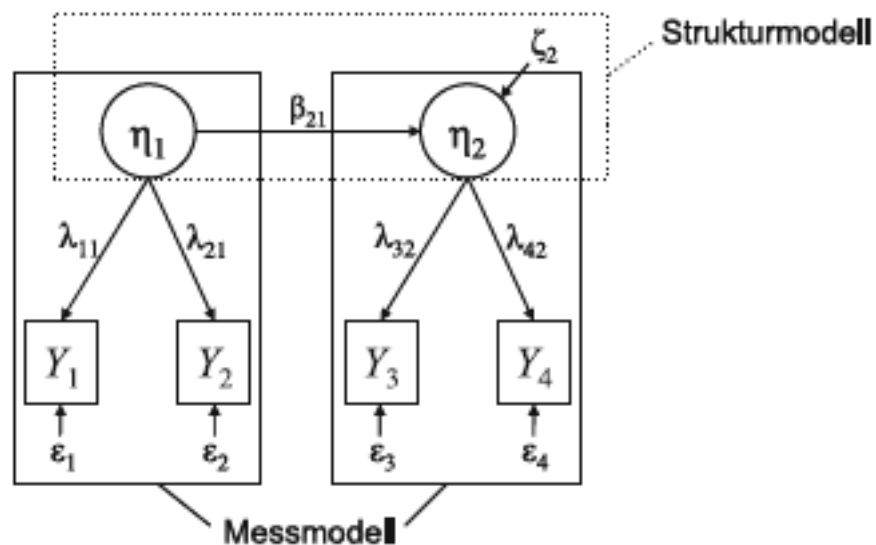 Strukturmodell
ζ2
η1
β21
η2
λ11
λ21
λ32
λ42
Y1
Y2
Y3
Y4
ε1
ε2
ε3
ε4
Messmodell